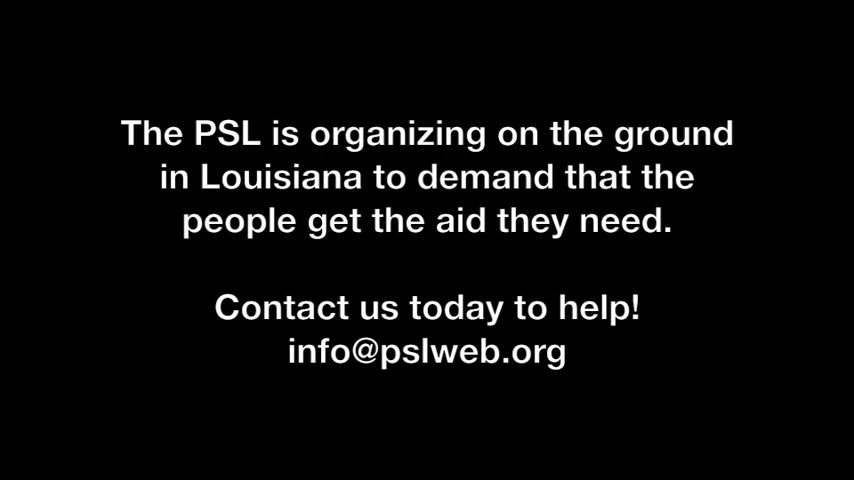 The PSL is organizing on the ground
in Louisiana to demand that the
people get the aid they need.
Contact us today to help!
info@pslweb.org